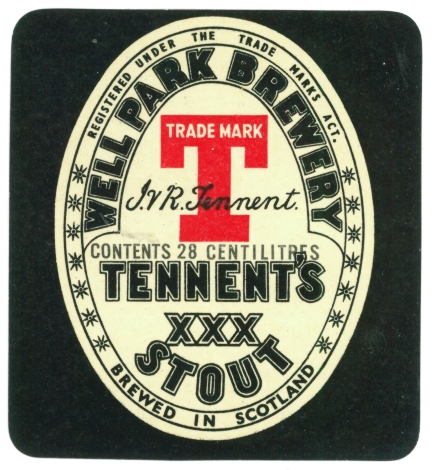 REGISTERED UNDER THE TRADE MARKS ACT.
WELL PARK BREWERY
TRADE MARK
T
J.&R. Tennent.
CONTENTS 28 CENTILITRES
TENNENT'S
XXX
STOUT
BREWED IN SCOTLAND